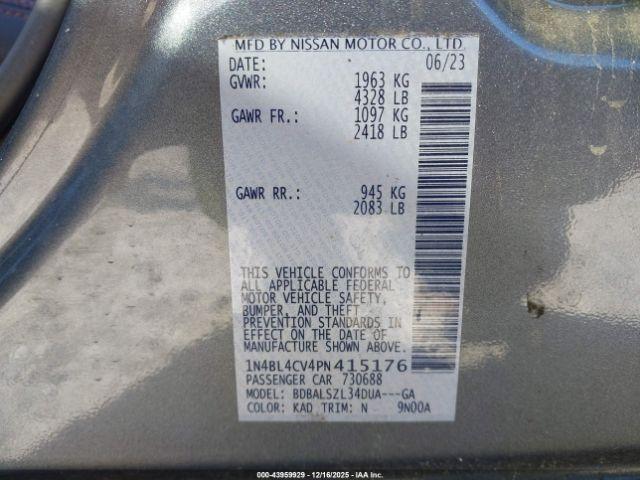 MFD BY NISSAN MOTOR CO., LTD.
DATE: 06/23
GVWR: 1963 KG
4328 LB
GAWR FR.: 1097 KG
2418 LB
GAWR RR.: 945 KG
2083 LB
THIS VEHICLE CONFORMS TO
ALL APPLICABLE FEDERAL
MOTOR VEHICLE SAFETY,
BUMPER, AND THEFT
PREVENTION STANDARDS IN
EFFECT ON THE DATE OF
MANUFACTURE SHOWN ABOVE.
1N4BL4CV4PN415176
PASSENGER CAR 730688
MODEL: BDBALSZL34DUA---GA
COLOR: KAD TRIM: N 9N00A
000-43959929 - 12/16/2025 - IAA Inc.